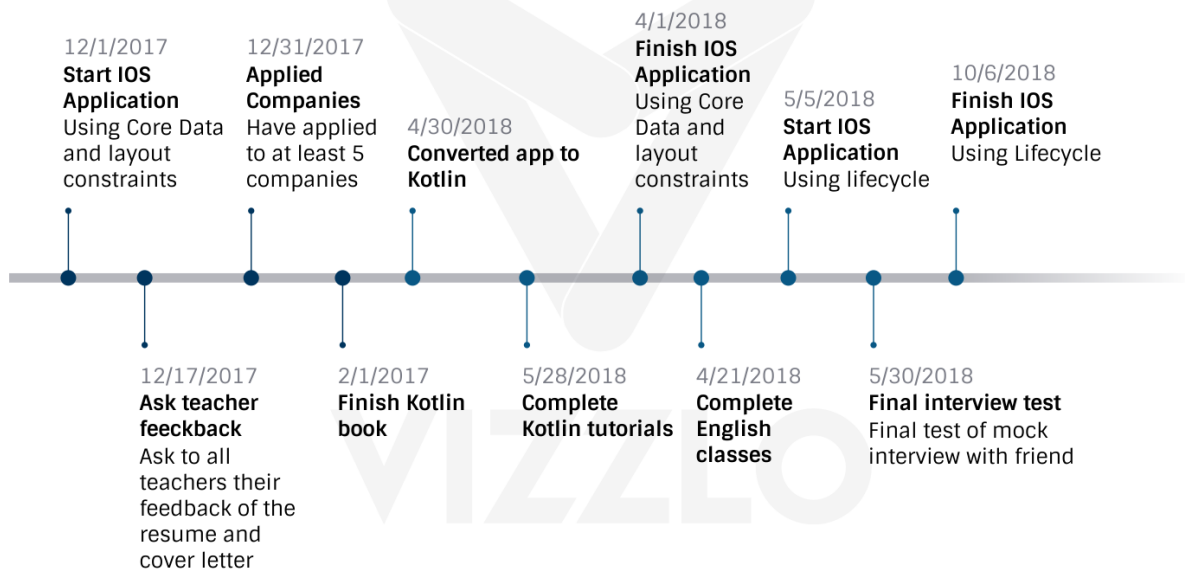 12/1/2017
Start IOS
Application
Using Core Data
and layout
constraints
12/17/2017
Ask teacher
feeckback
Ask to all
teachers their
feedback of the
resume and
cover letter
12/31/2017
Applied
Companies
Have applied
to at least 5
companies
2/1/2017
Finish Kotlin
book
4/30/2018
Converted app to
Kotlin
5/28/2018
Complete
Kotlin tutorials
4/1/2018
Finish IOS
Application
Using Core
Data and
layout
constraints
4/21/2018
Complete
English
classes
5/5/2018
Start IOS
Application
Using lifecycle
5/30/2018
Final interview test
Final test of mock
interview with friend
10/6/2018
Finish IOS
Application
Using Lifecycle
VIZZLO